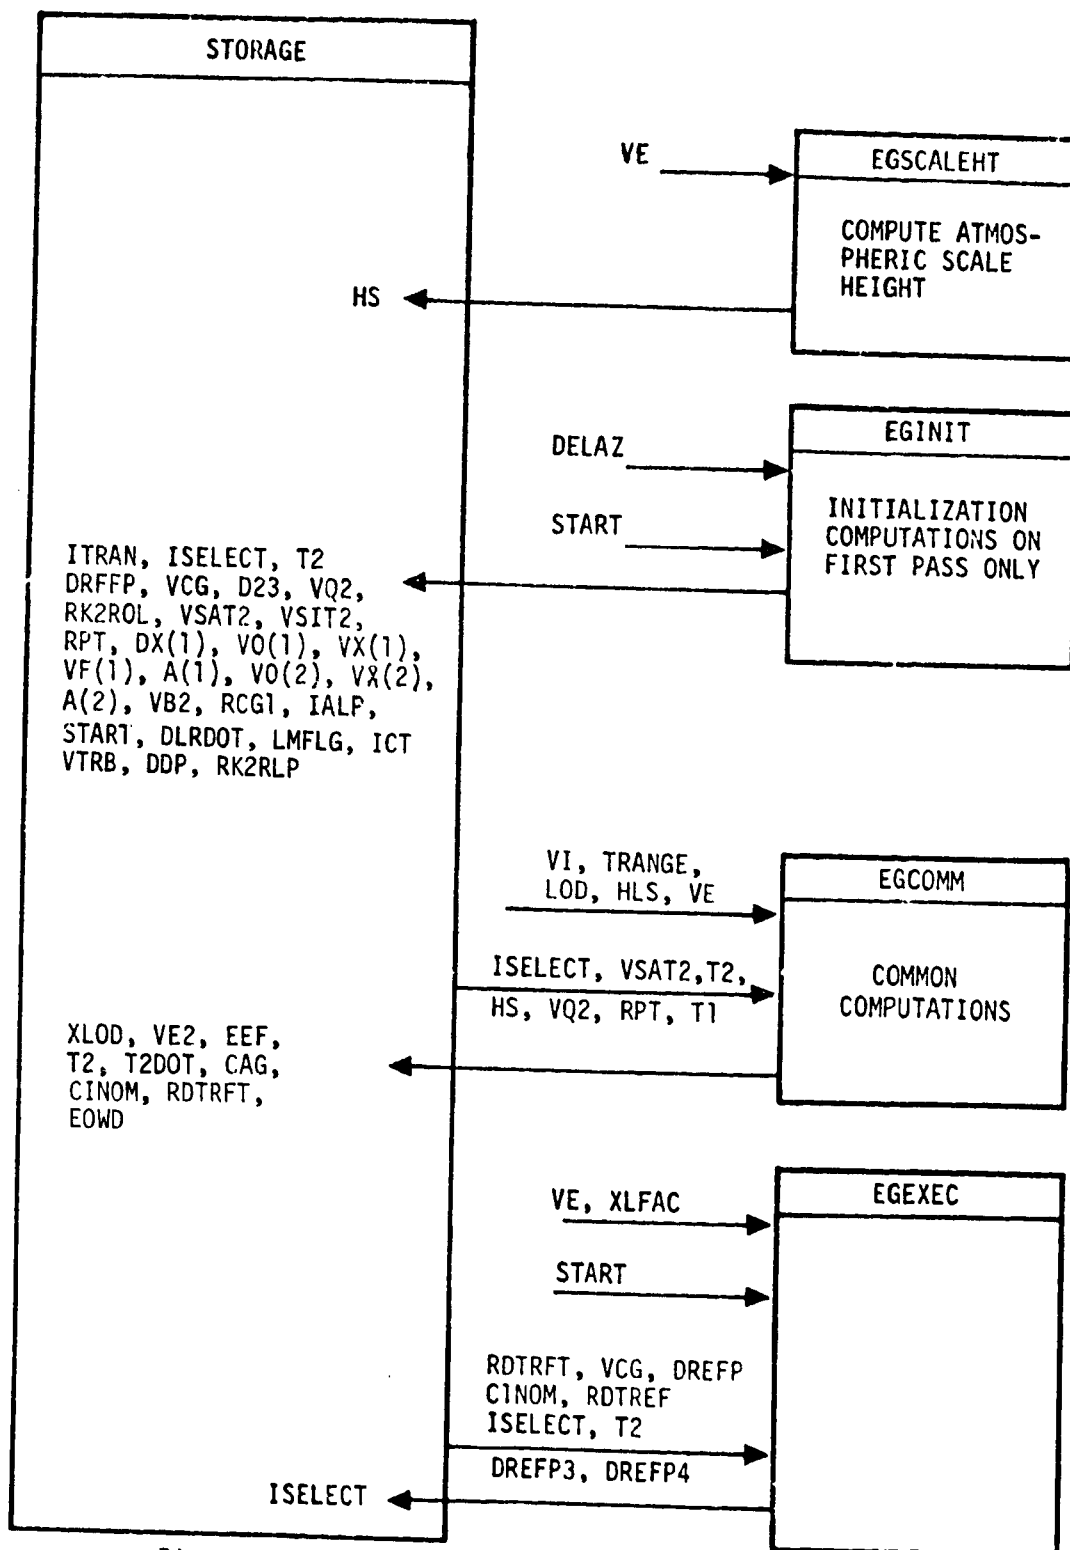 STORAGE
VE
EGSCALEHT
COMPUTE ATMOS-
PHERIC SCALE
HEIGHT
HS
EGINIT
DELAZ
START
INITIALIZATION
COMPUTATIONS ON
FIRST PASS ONLY
ITRAN, ISELECT, T2
DRFFP, VCG, D23, VQ2,
RK2ROL, VSAT2, VSIT2,
RPT, DX(1), VO(1), VX(1),
VF(1), A(1), VO(2), VX(2),
A(2), VB2, RCG1, IALP,
START, DLRDOT, LMFLG, ICT
VTRB, DDP, RK2RLP
VI, TRANGE,
LOD, HLS, VE
EGCOMM
ISELECT, VSAT2,T2,
HS, VQ2, RPT, T1
COMMON
COMPUTATIONS
XLOD, VE2, EEF,
T2, T2DOT, CAG,
CINOM, RDTRFT,
EOWD
VE, XLFAC
EGEXEC
START
RDTRFT, VCG, DREFP
C1NOM, RDTREF
ISELECT, T2
DREFP3, DREFP4
ISELECT